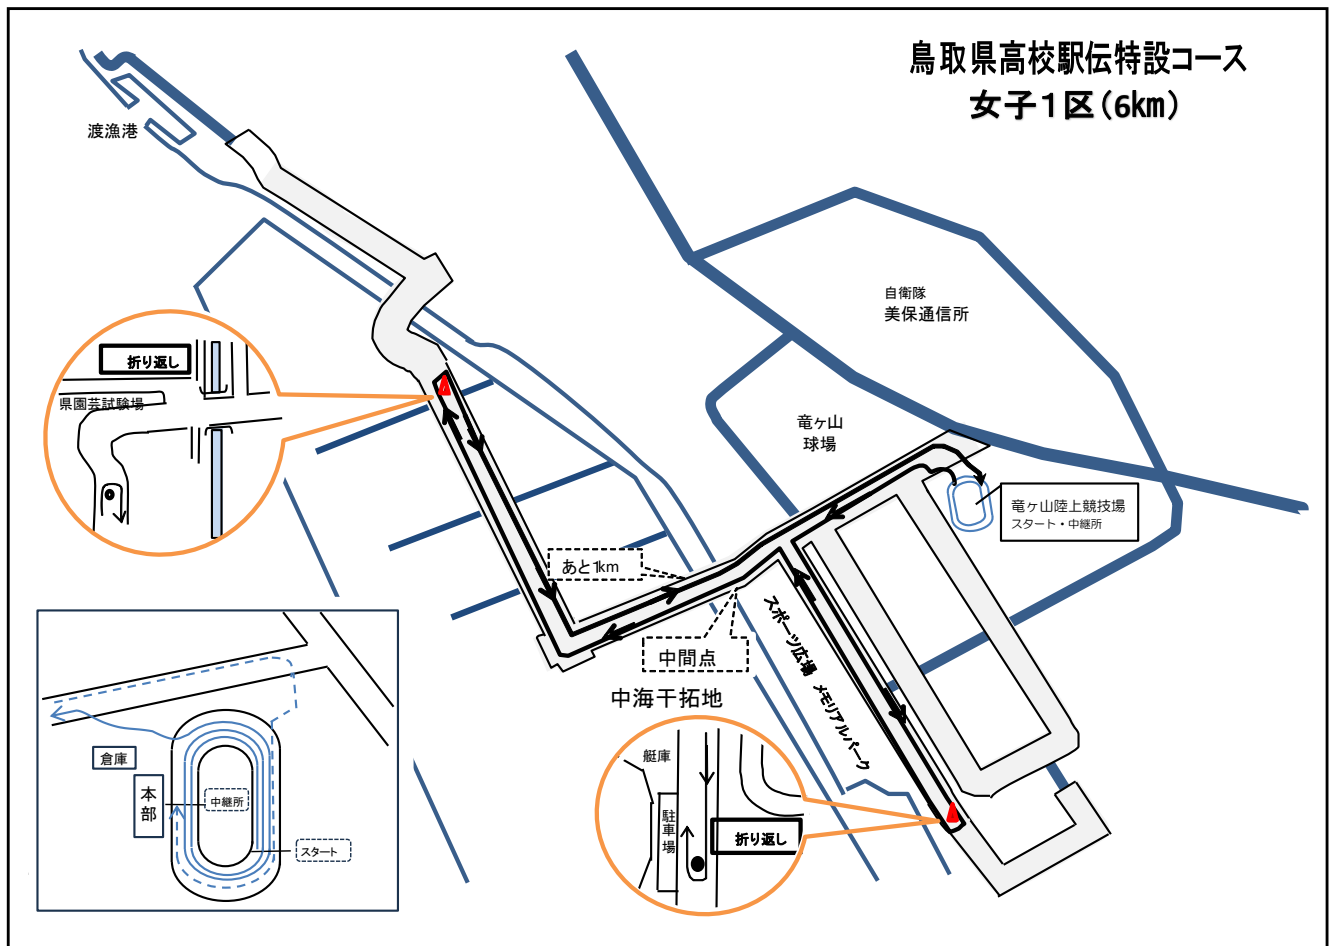 鳥取県高校駅伝特設コース
女子1区(6km)
渡漁港
自衛隊
美保通信所
折り返し
県園芸試験場
竜ヶ山
球場
竜ヶ山陸上競技場
スタート・中継所
あと1km
中間点
スポーツ広場 メモリアルパーク
中海干拓地
倉庫
本部
中継所
スタート
艇庫
駐車場
折り返し